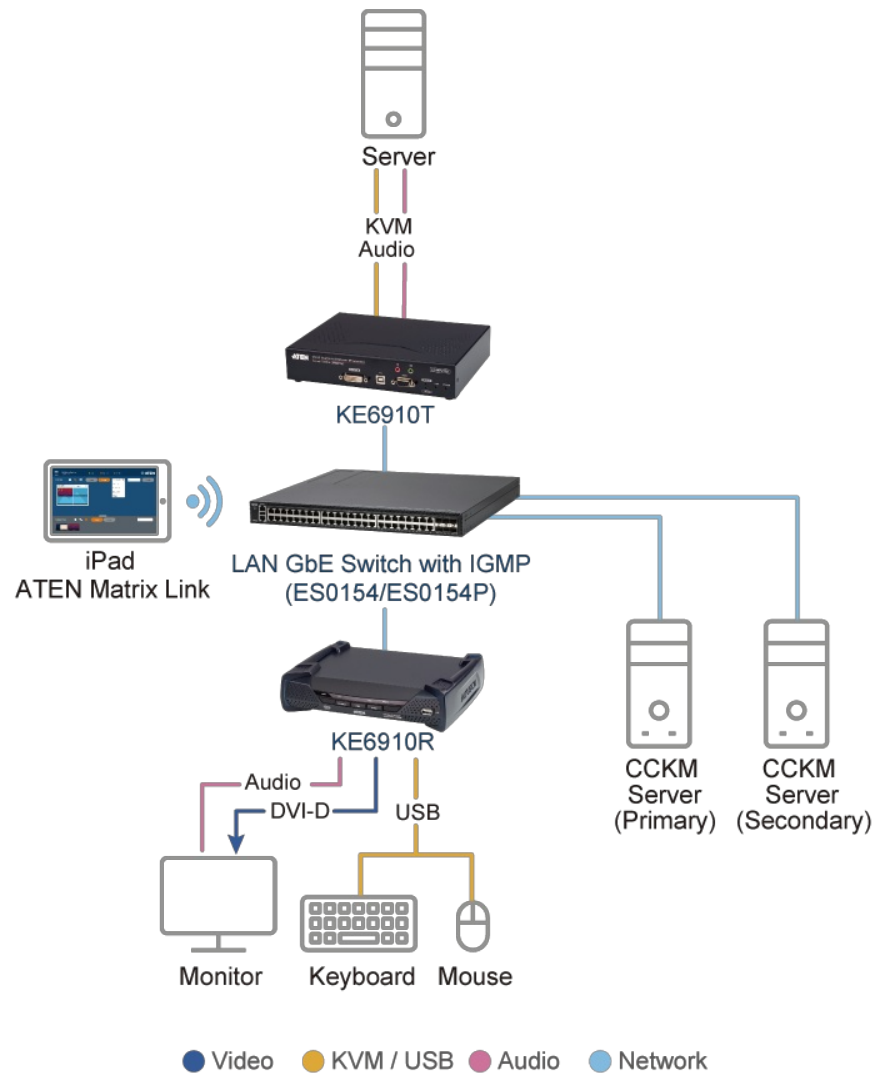 Server
KVM
Audio
ATEN
KE6910T
iPad
ATEN Matrix Link
LAN GbE Switch with IGMP
(ES0154/ES0154P)
KE6910R
Audio
DVI-D
USB
CCKM
Server
(Primary)
CCKM
Server
(Secondary)
Monitor
Keyboard
Mouse
Video
KVM / USB
Audio
Network